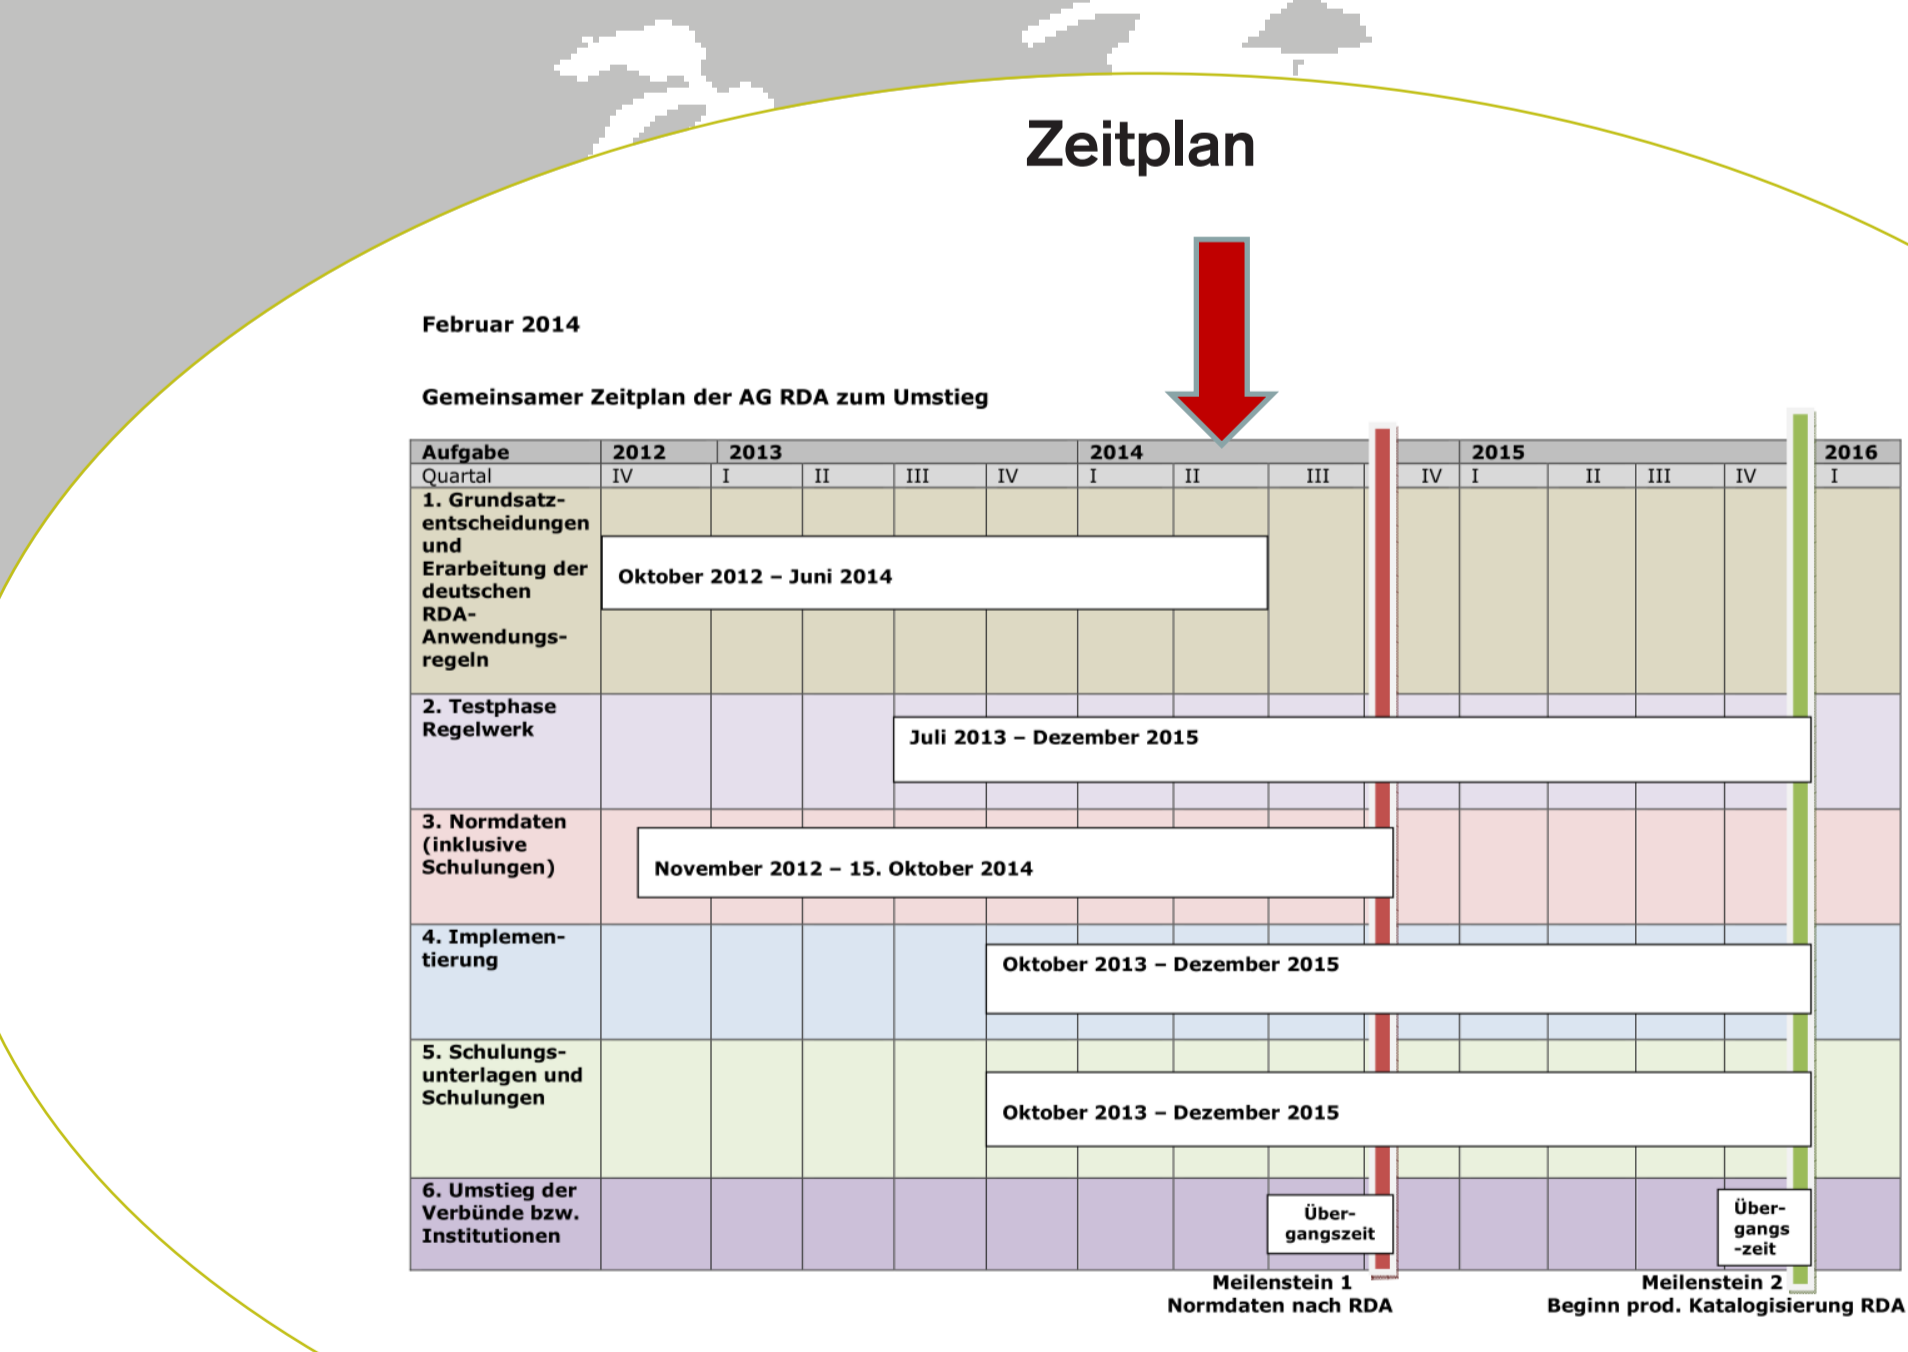 Zeitplan
Februar 2014
Gemeinsamer Zeitplan der AG RDA zum Umstieg
Aufgabe 2012 2013 2014 2015 2016
Quartal IV I II III IV I II III IV I II III IV I
1. Grundsatz-
entscheidungen
und
Erarbeitung der
deutschen
RDA-
Anwendungs-
regeln
Oktober 2012 – Juni 2014
2. Testphase
Regelwerk
Juli 2013 – Dezember 2015
3. Normdaten
(inklusive
Schulungen)
November 2012 – 15. Oktober 2014
4. Implemen-
tierung
Oktober 2013 – Dezember 2015
5. Schulungs-
unterlagen und
Schulungen
Oktober 2013 – Dezember 2015
6. Umstieg der
Verbünde bzw.
Institutionen
Über-
gangszeit
Über-
gangs
-zeit
Meilenstein 1
Normdaten nach RDA
Meilenstein 2
Beginn prod. Katalogisierung RDA